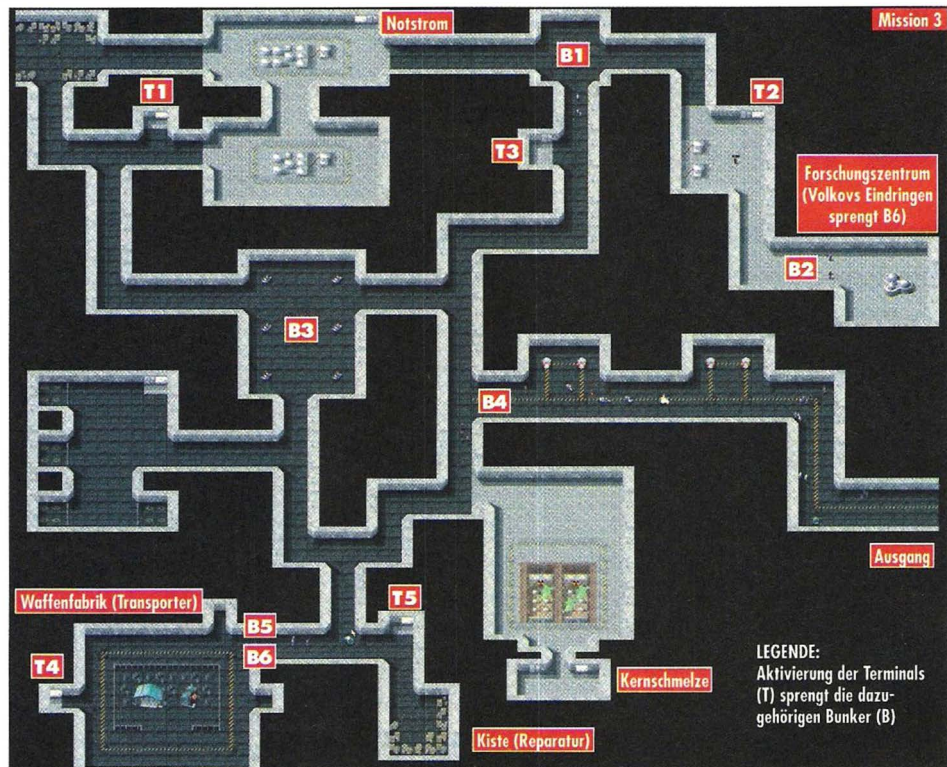 Notstrom
Mission 3
B1
T1
T2
T3
Forschungszentrum
(Volkovs Eindringen
sprengt B6)
B2
B3
B4
Ausgang
Waffenfabrik (Transporter)
T5
B5
B6
T4
Kernschmelze
LEGENDE:
Aktivierung der Terminals
(T) sprengt die dazu-
gehörigen Bunker (B)
Kiste (Reparatur)